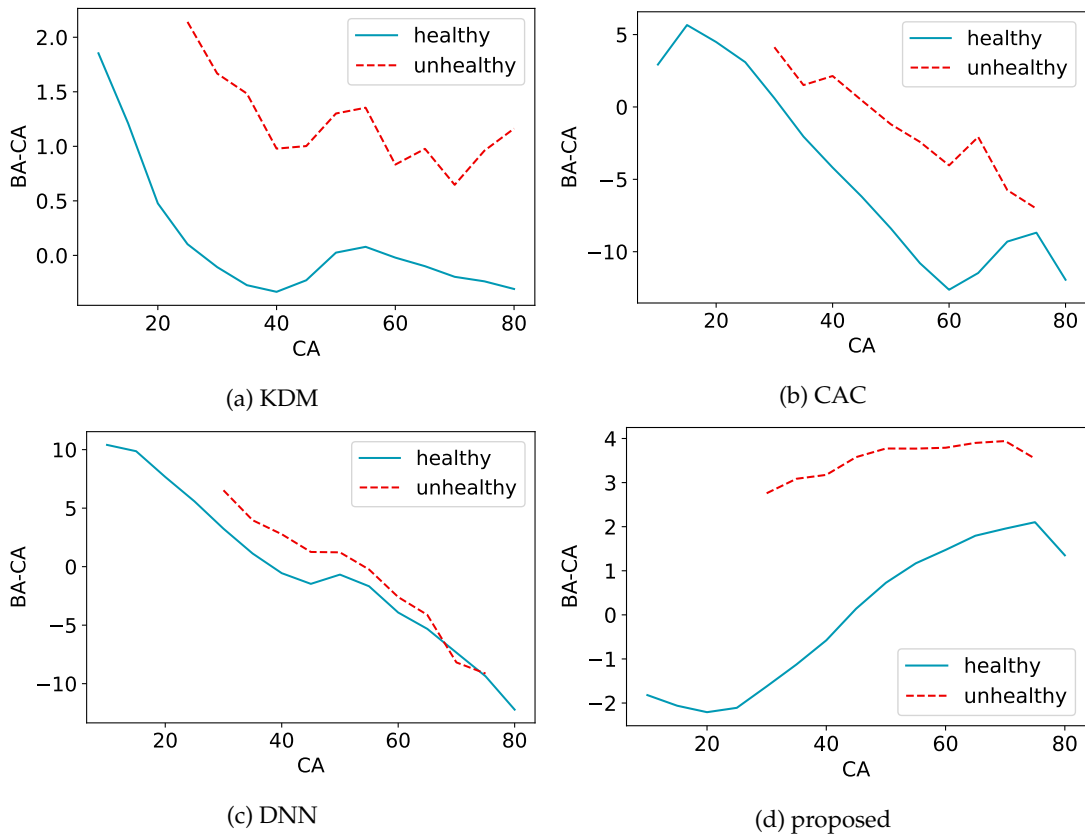 2.0
1.5
1.0
0.5
0.0
BA-CA
healthy
unhealthy
20
40
60
80
CA
(a) KDM
5
0
−5
−10
BA-CA
healthy
unhealthy
20
40
60
80
CA
(b) CAC
10
5
0
−5
−10
BA-CA
healthy
unhealthy
20
40
60
80
CA
(c) DNN
4
3
2
1
0
−1
−2
BA-CA
healthy
unhealthy
20
40
60
80
CA
(d) proposed